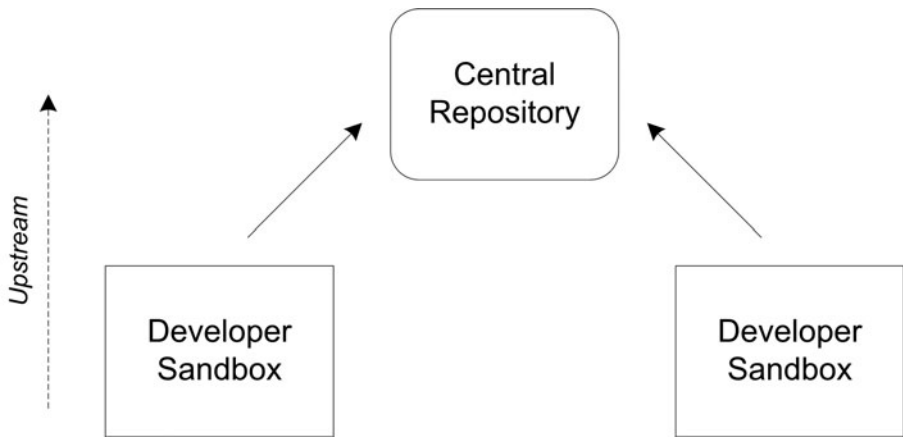 Central
Repository
Upstream
Developer
Sandbox
Developer
Sandbox